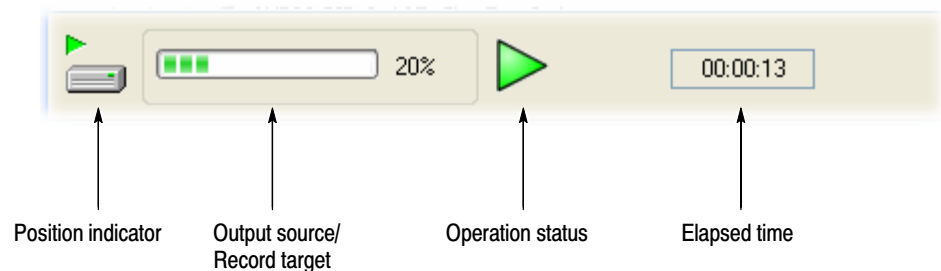 20%
00:00:13
Position indicator
Output source/
Record target
Operation status
Elapsed time